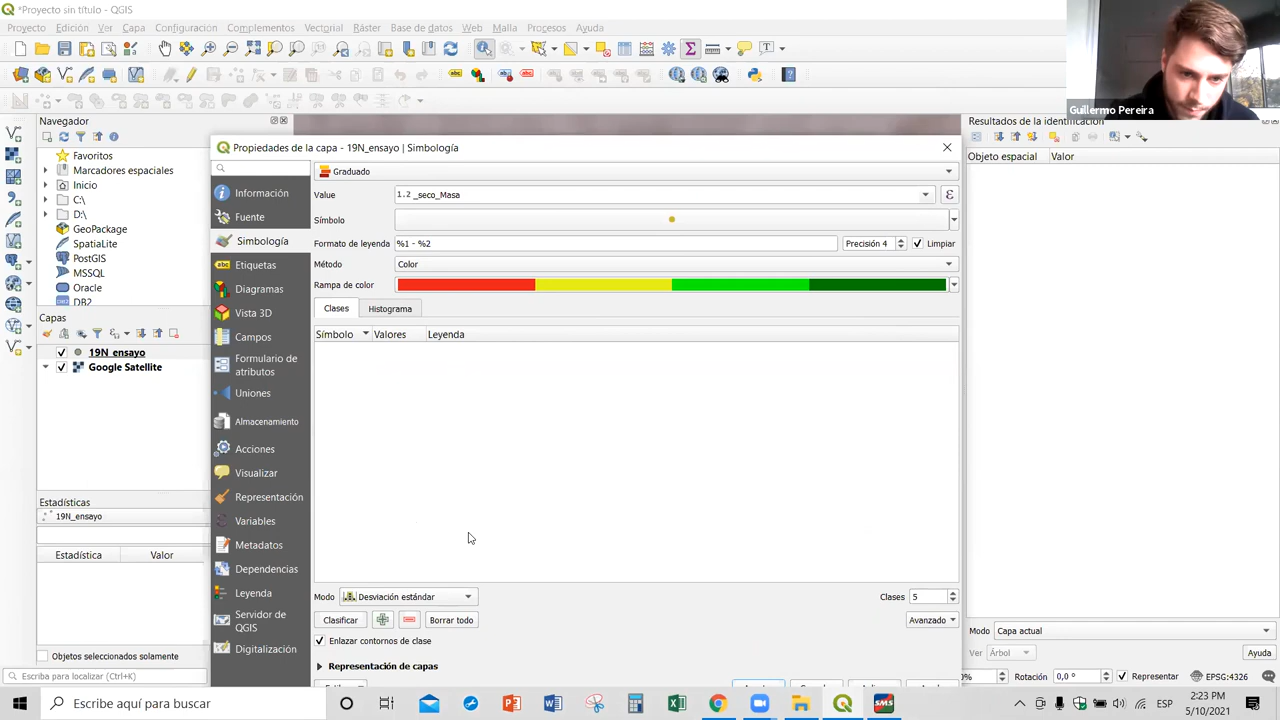 *Proyecto sin título - QGIS
Proyecto Edición Ver Capa Configuración Complementos Vectorial Ráster Base de datos Web Malla Procesos Ayuda
Guillermo Pereira
Navegador
Favoritos
Marcadores espaciales
Inicio
C:\
D:\
GeoPackage
SpatiaLite
PostGIS
MSSQL
Oracle
DB2
Capas
19N_ensayo
Google Satellite
Estadísticas
19N_ensayo
Estadística Valor
Objetos seleccionados solamente
Escriba para localizar (Ctrl+K)
Propiedades de la capa - 19N_ensayo | Simbología
Información
Fuente
Simbología
Etiquetas
Diagramas
Vista 3D
Campos
Formulario de
atributos
Uniones
Almacenamiento
Acciones
Visualizar
Representación
Variables
Metadatos
Dependencias
Leyenda
Servidor de
QGIS
Digitalización
Graduado
Value 1.2 _seco_Masa ε
Símbolo
Formato de leyenda %1 - %2 Precisión 4 Limpiar
Método Color
Rampa de color
Clases Histograma
Símbolo Valores Leyenda
Modo Desviación estándar Clases 5
Clasificar Borrar todo Avanzado
Enlazar contornos de clase
Representación de capas
Resultados de la identificación
Objeto espacial Valor
Modo Capa actual
Ver Árbol Ayuda
0% Rotación 0,0 ° Representar EPSG:4326
Escribe aquí para buscar
SMS
ESP
2:23 PM
5/10/2021